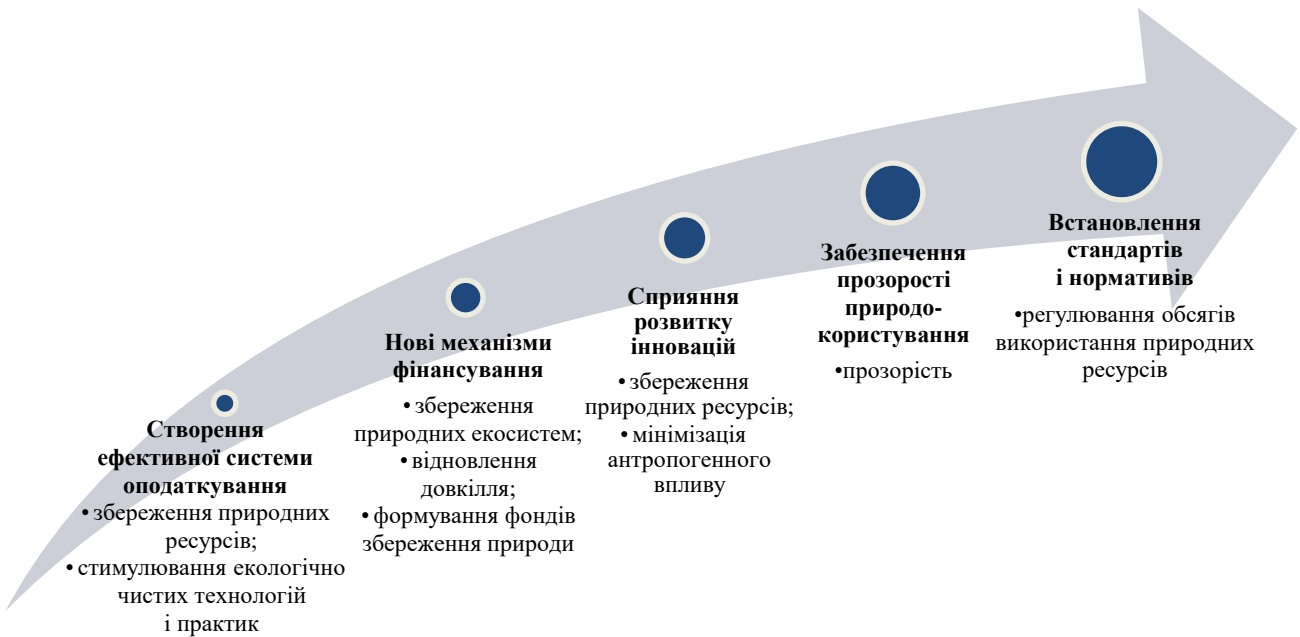 Створення
ефективної системи
оподаткування
• збереження природних
ресурсів;
• стимулювання екологічно
чистих технологій
і практик
Нові механізми
фінансування
• збереження
природних екосистем;
• відновлення
довкілля;
• формування фондів
збереження природи
Сприяння
розвитку
інновацій
• збереження
природних ресурсів;
• мінімізація
антропогенного
впливу
Забезпечення
прозорості
природо-
користування
•прозорість
Встановлення
стандартів
і нормативів
•регулювання обсягів
використання природних
ресурсів